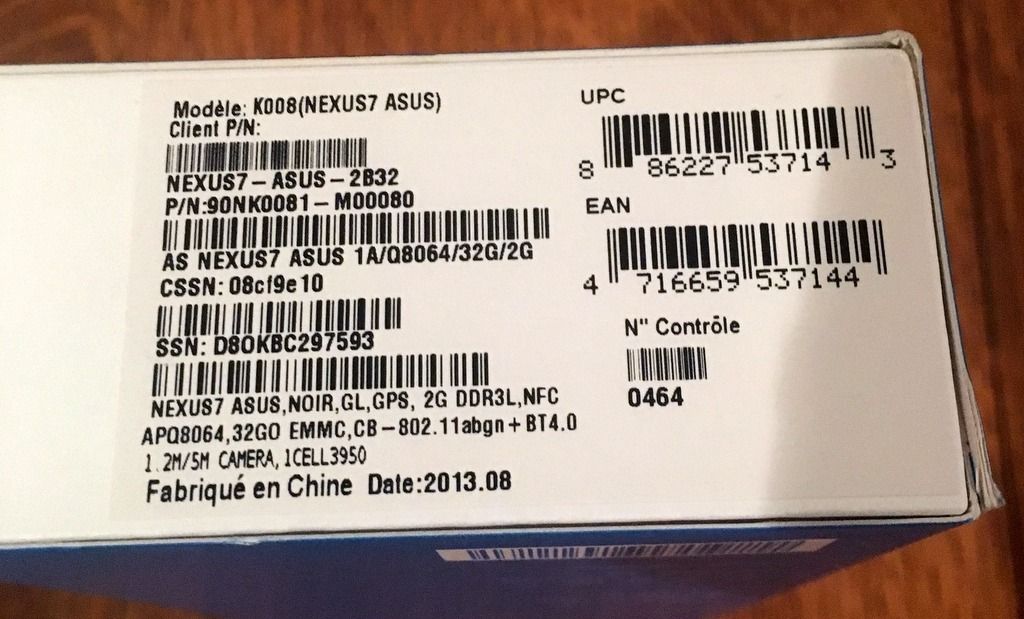 Modèle: K008(NEXUS7 ASUS)
Client P/N:
NEXUS7-ASUS-2B32
P/N:90NK0081-M00080
AS NEXUS7 ASUS 1A/Q8064/32G/2G
CSSN: 08cf9e10
SSN: D8OKBC297593
NEXUS7 ASUS,NOIR,GL,GPS, 2G DDR3L,NFC
APQ8064,32GO EMMC,CB-802.11abgn+BT4.0
1.2M/5M CAMERA,1CELL3950
Fabriqué en Chine Date:2013.08
UPC
8 86227 53714 3
EAN
4 716659 537144
N" Contrôle
0464